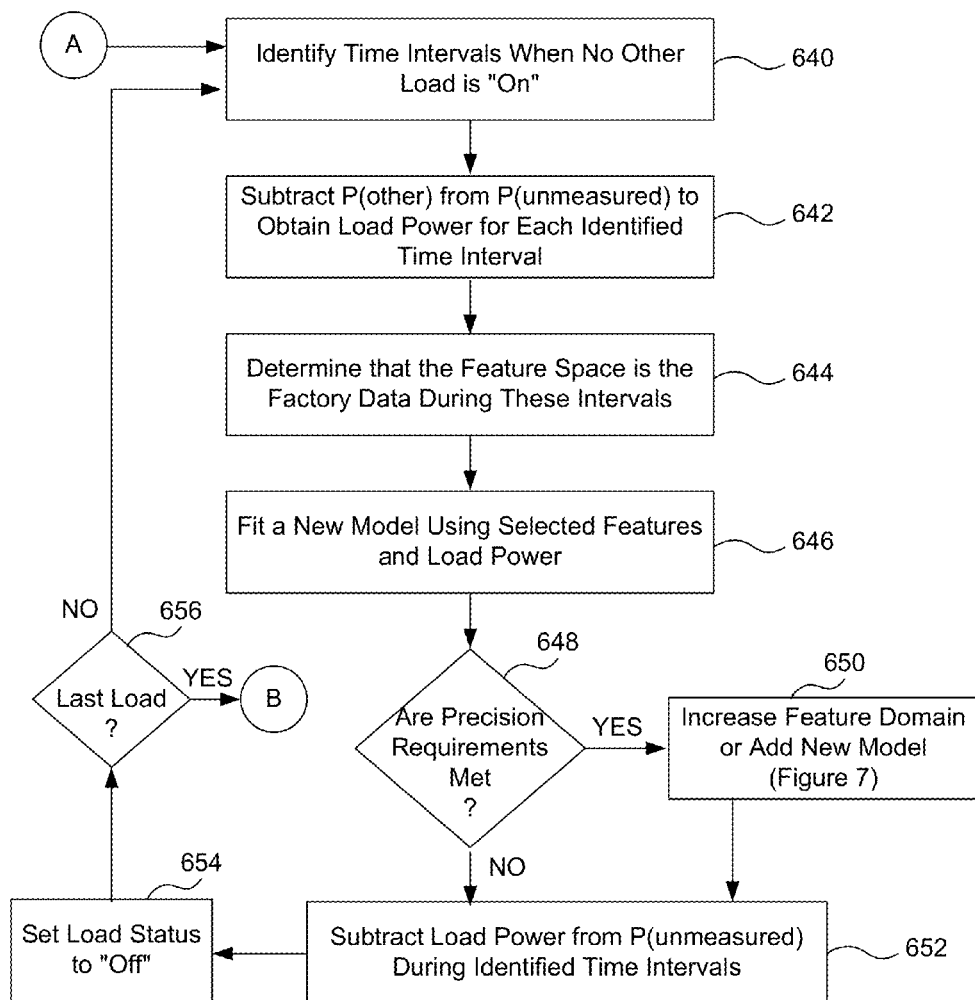 A
Identify Time Intervals When No Other
Load is "On"
640
Subtract P(other) from P(unmeasured) to
Obtain Load Power for Each Identified
Time Interval
642
Determine that the Feature Space is the
Factory Data During These Intervals
644
Fit a New Model Using Selected Features
and Load Power
646
NO
656
Last Load
?
YES
B
648
Are Precision
Requirements
Met
?
YES
650
Increase Feature Domain
or Add New Model
(Figure 7)
NO
654
Set Load Status
to "Off"
Subtract Load Power from P(unmeasured)
During Identified Time Intervals
652